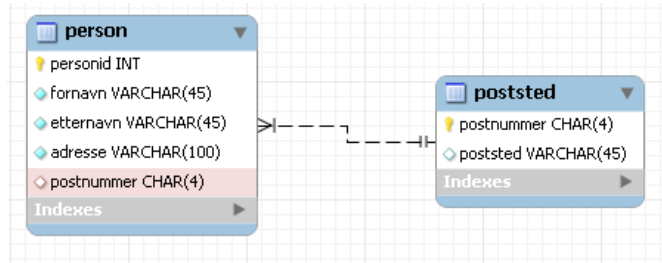 person
personid INT
fornavn VARCHAR(45)
etternavn VARCHAR(45)
adresse VARCHAR(100)
postnummer CHAR(4)
Indexes
poststed
postnummer CHAR(4)
poststed VARCHAR(45)
Indexes